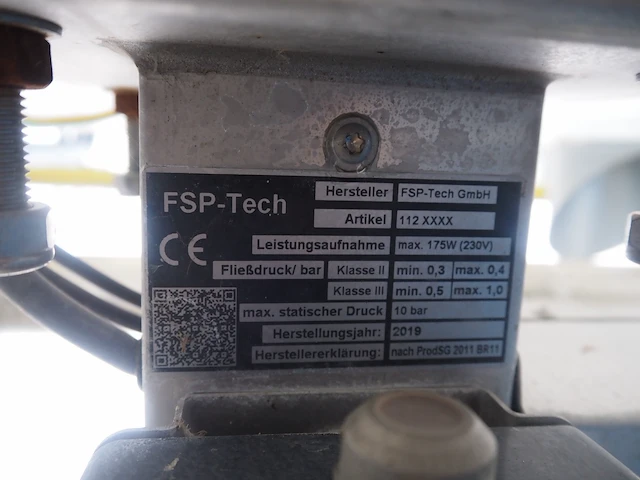 FSP-Tech
Hersteller FSP-Tech GmbH
Artikel 112 XXXX
CE
Leistungsaufnahme max. 175W (230V)
Fließdruck/ bar Klasse II min. 0,3 max. 0,4
Klasse III min. 0,5 max. 1,0
max. statischer Druck 10 bar
Herstellungsjahr: 2019
Herstellererklärung: nach ProdSG 2011 BR11